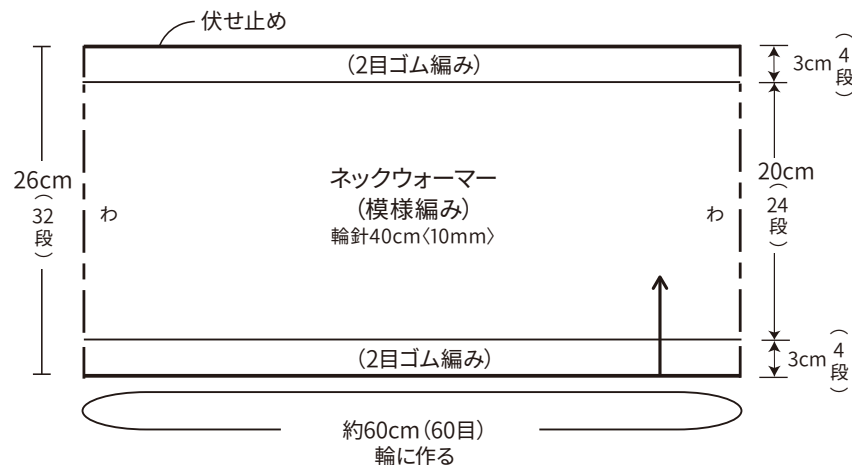 伏せ止め
(2目ゴム編み)
3cm(4段)
26cm(32段)
わ
ネックウォーマー
(模様編み)
輪針40cm〈10mm〉
わ
20cm(24段)
(2目ゴム編み)
3cm(4段)
約60cm(60目)
輪に作る